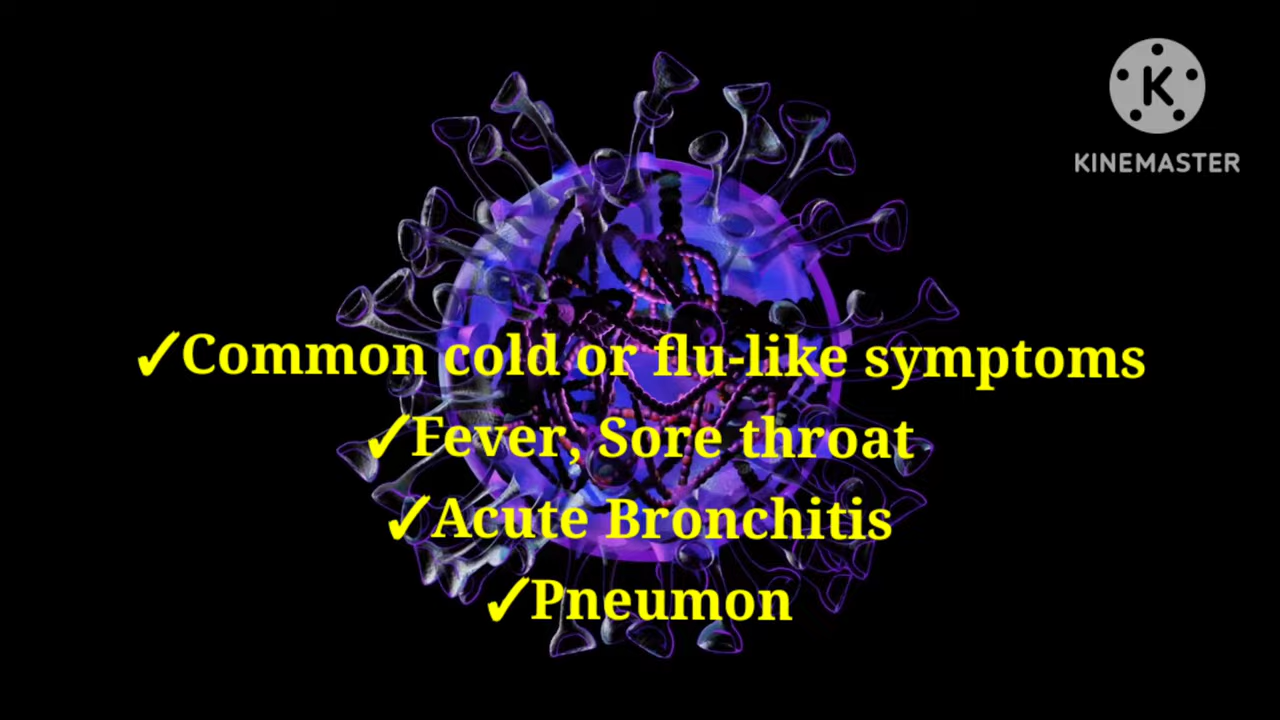 KINEMASTER
✓Common cold or flu-like symptoms
✓Fever, Sore throat
✓Acute Bronchitis
✓Pneumon